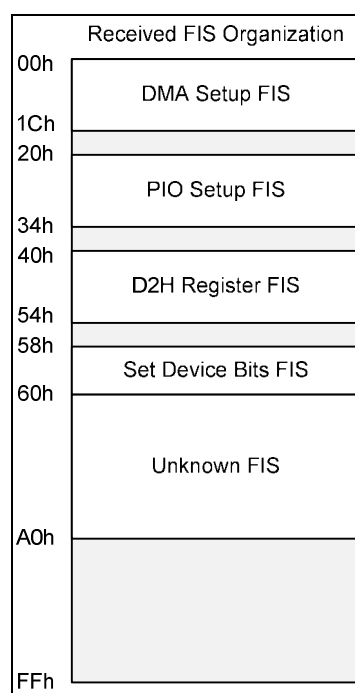 Received FIS Organization
00h
DMA Setup FIS
1Ch
20h
PIO Setup FIS
34h
40h
D2H Register FIS
54h
58h
Set Device Bits FIS
60h
Unknown FIS
A0h
FFh